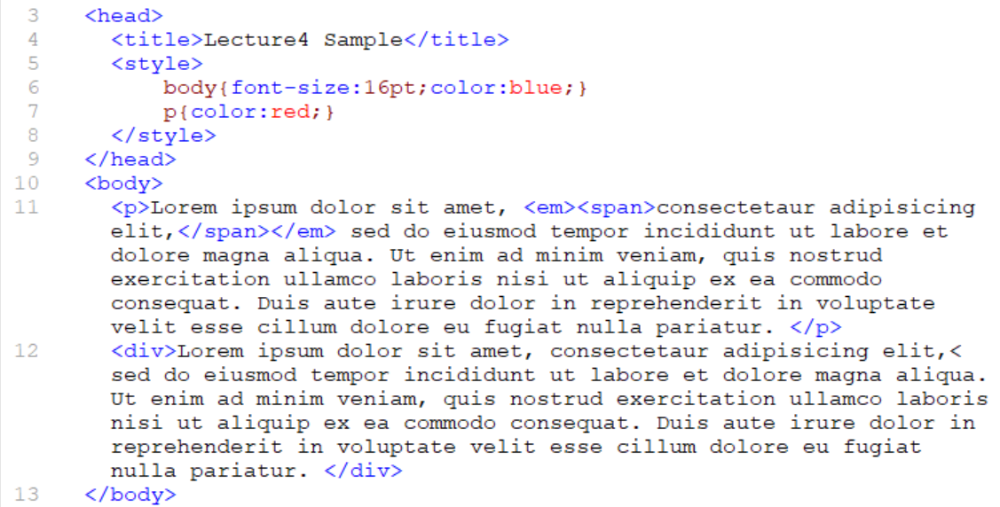 3 <head>
4 <title>Lecture4 Sample</title>
5 <style>
6 body{font-size:16pt;color:blue;}
7 p{color:red;}
8 </style>
9 </head>
10 <body>
11 <p>Lorem ipsum dolor sit amet, <em><span>consectetaur adipisicing
elit,</span></em> sed do eiusmod tempor incididunt ut labore et
dolore magna aliqua. Ut enim ad minim veniam, quis nostrud
exercitation ullamco laboris nisi ut aliquip ex ea commodo
consequat. Duis aute irure dolor in reprehenderit in voluptate
velit esse cillum dolore eu fugiat nulla pariatur. </p>
12 <div>Lorem ipsum dolor sit amet, consectetaur adipisicing elit,<
sed do eiusmod tempor incididunt ut labore et dolore magna aliqua.
Ut enim ad minim veniam, quis nostrud exercitation ullamco laboris
nisi ut aliquip ex ea commodo consequat. Duis aute irure dolor in
reprehenderit in voluptate velit esse cillum dolore eu fugiat
nulla pariatur. </div>
13 </body>